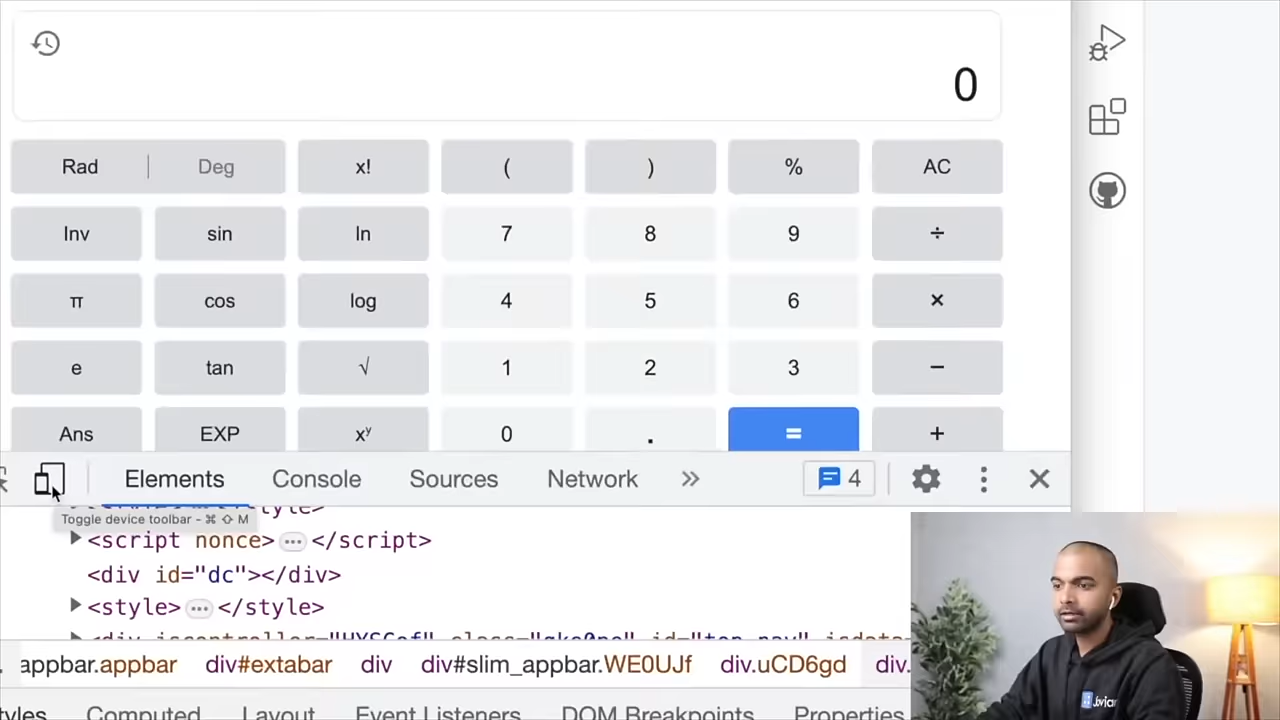 0
Rad Deg x! ( ) % AC
Inv sin ln 7 8 9 ÷
π cos log 4 5 6 ×
e tan √ 1 2 3 −
Ans EXP xʸ 0 . = +
Elements Console Sources Network 4
Toggle device toolbar - ⌘ ⇧ M
<script nonce> ••• </script>
<div id="dc"></div>
<style> ••• </style>
appbar.appbar div#extabar div div#slim_appbar.WE0UJf div.uCD6gd div.
Computed Layout Event Listeners DOM Breakpoints Properties